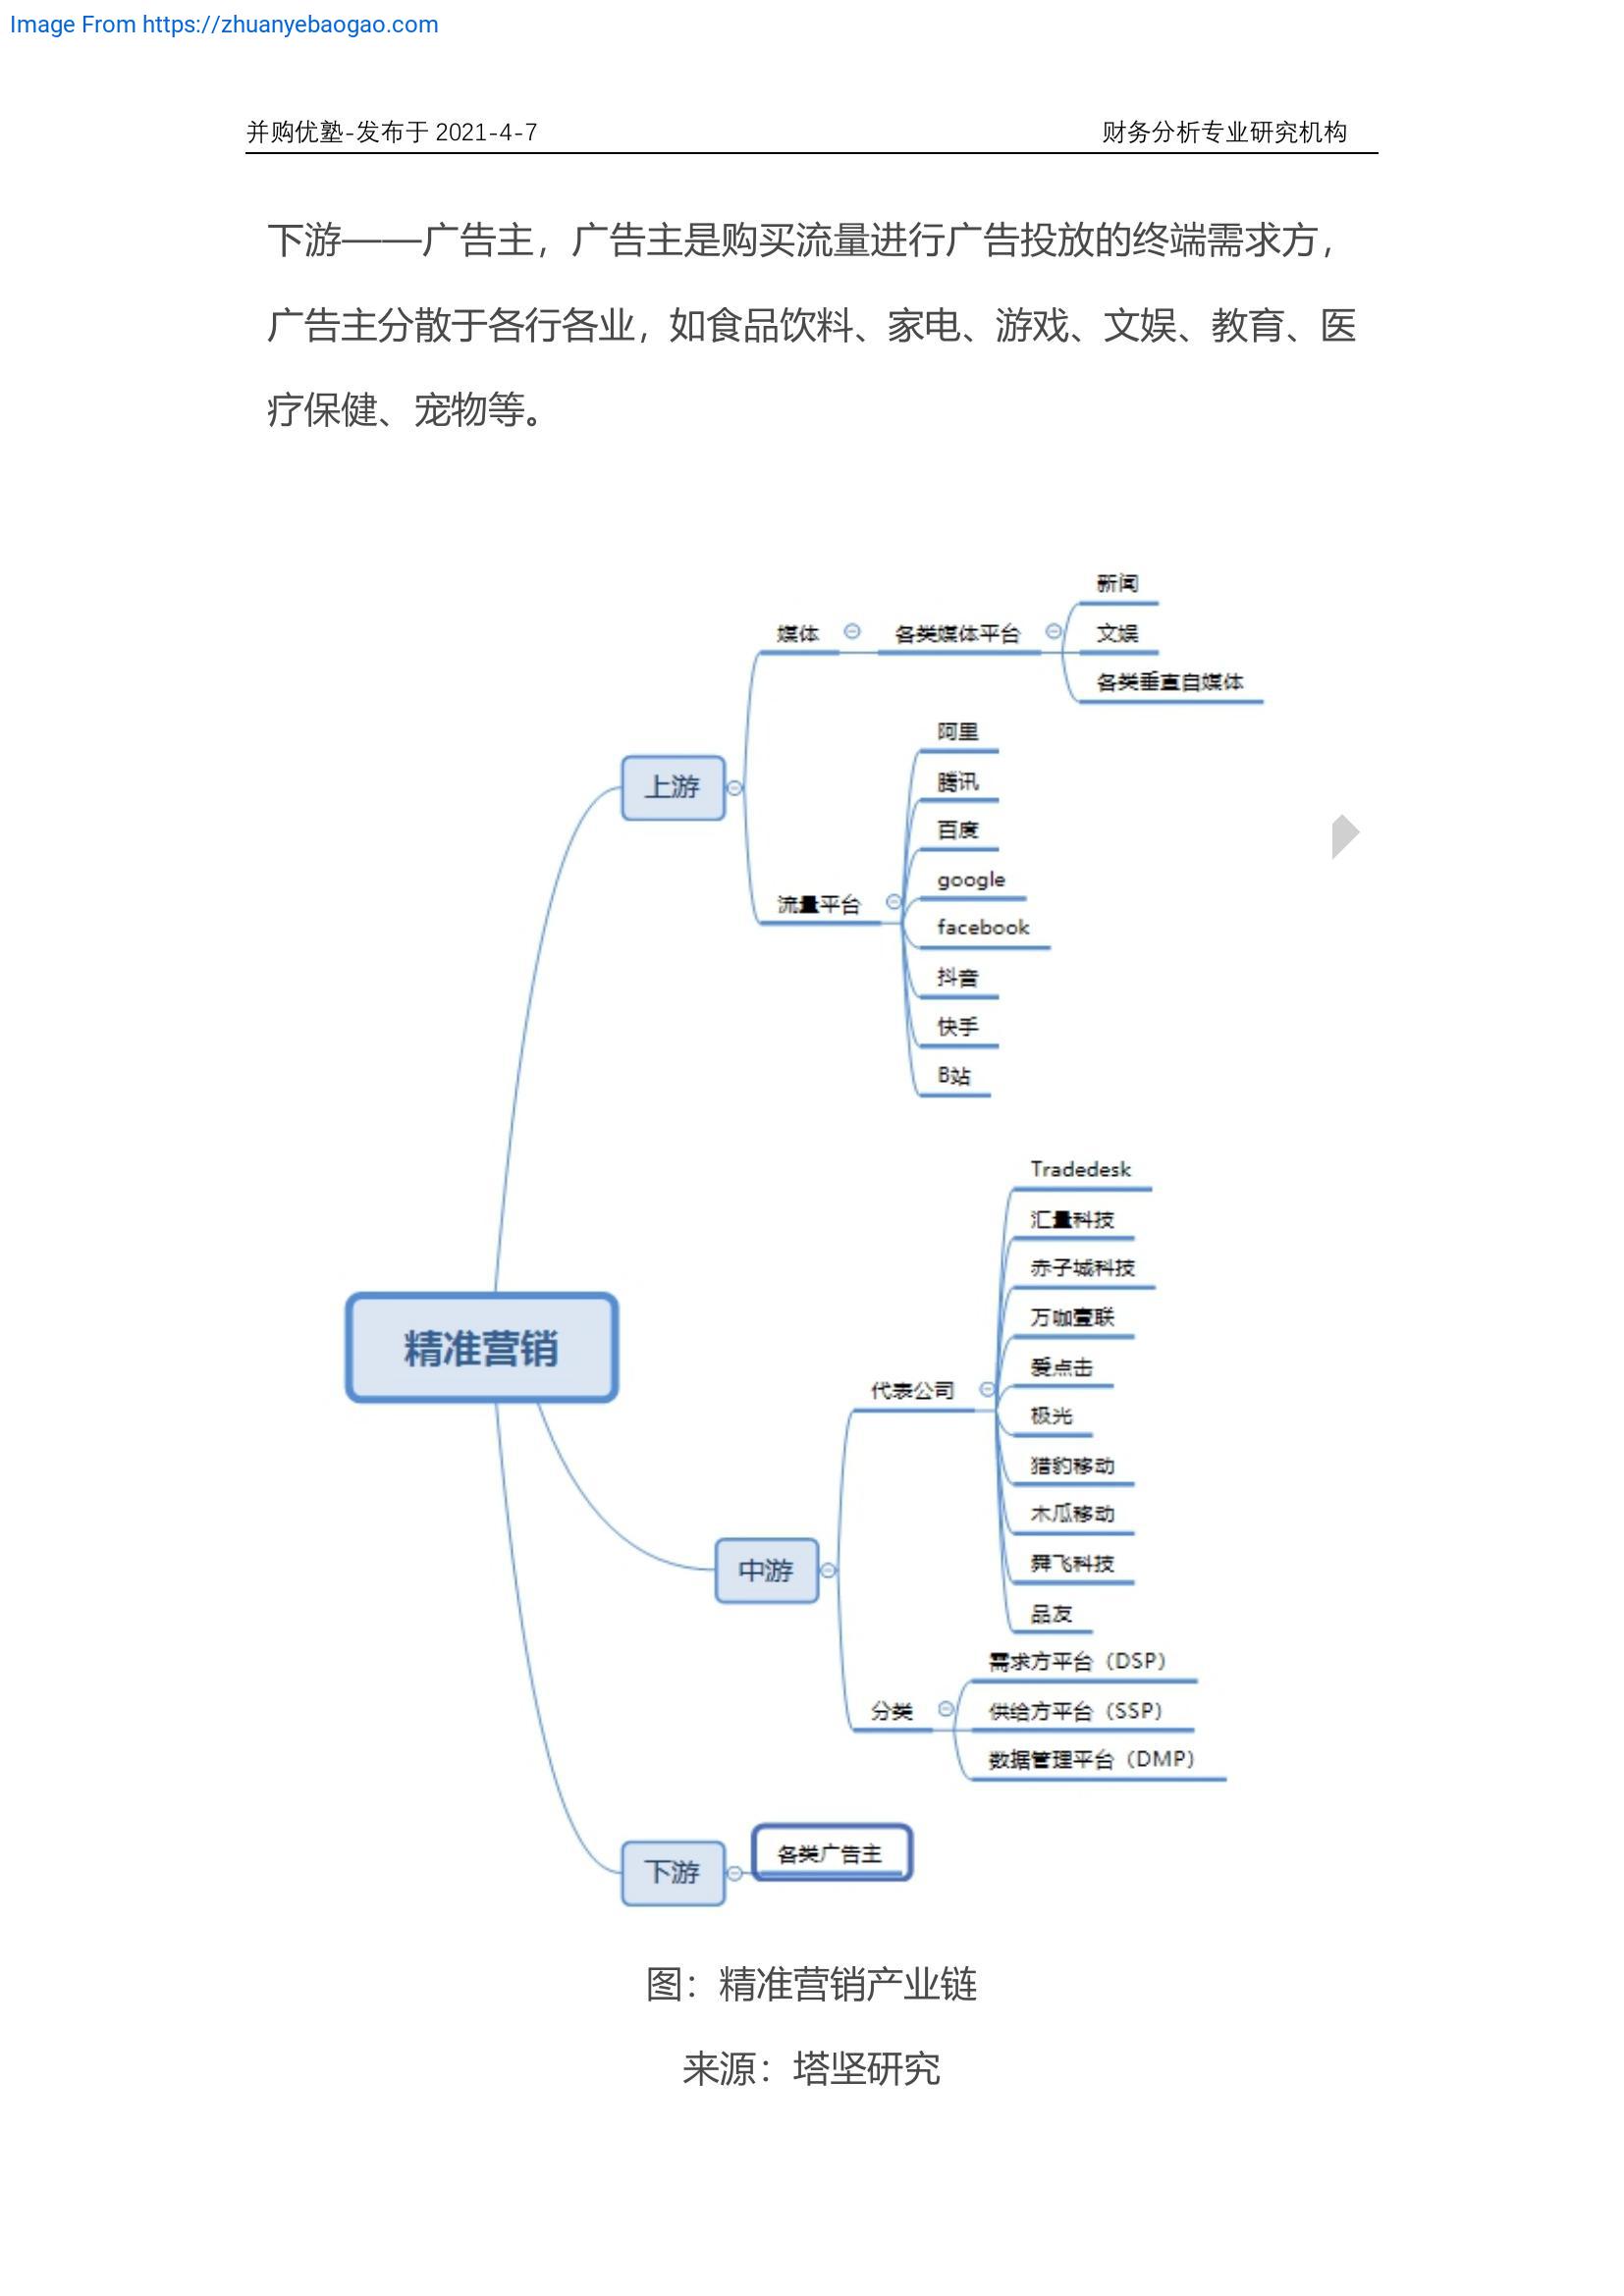 Image From https://zhuanyebaogao.com
并购优塾-发布于 2021-4-7
财务分析专业研究机构
下游——广告主，广告主是购买流量进行广告投放的终端需求方，
广告主分散于各行各业，如食品饮料、家电、游戏、文娱、教育、医
疗保健、宠物等。
精准营销
上游
媒体
各类媒体平台
新闻
文娱
各类垂直自媒体
流量平台
阿里
腾讯
百度
google
facebook
抖音
快手
B站
中游
代表公司
Tradedesk
汇量科技
赤子城科技
万咖壹联
爱点击
极光
猎豹移动
木瓜移动
舜飞科技
品友
分类
需求方平台（DSP）
供给方平台（SSP）
数据管理平台（DMP）
下游
各类广告主
图：精准营销产业链
来源：塔坚研究